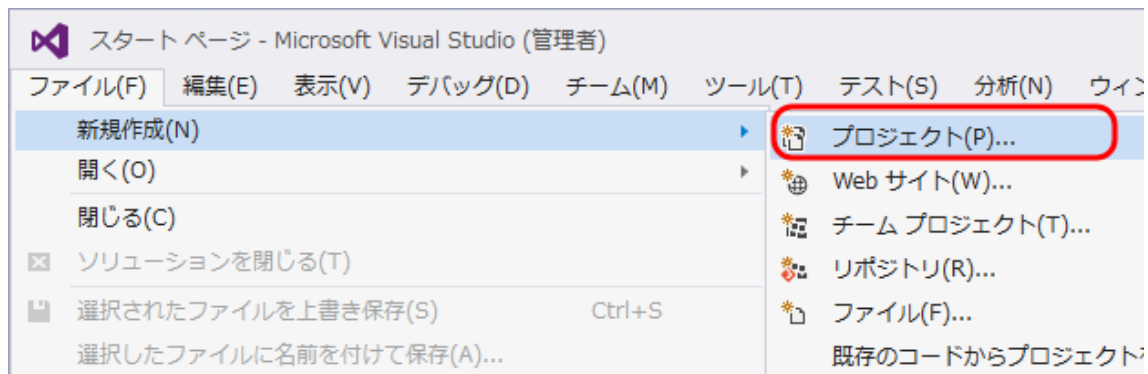 スタート ページ - Microsoft Visual Studio (管理者)
ファイル(F) 編集(E) 表示(V) デバッグ(D) チーム(M) ツール(T) テスト(S) 分析(N) ウィン
新規作成(N)
開く(O)
閉じる(C)
ソリューションを閉じる(T)
選択されたファイルを上書き保存(S) Ctrl+S
選択したファイルに名前を付けて保存(A)...
プロジェクト(P)...
Web サイト(W)...
チーム プロジェクト(T)...
リポジトリ(R)...
ファイル(F)...
既存のコードからプロジェクト